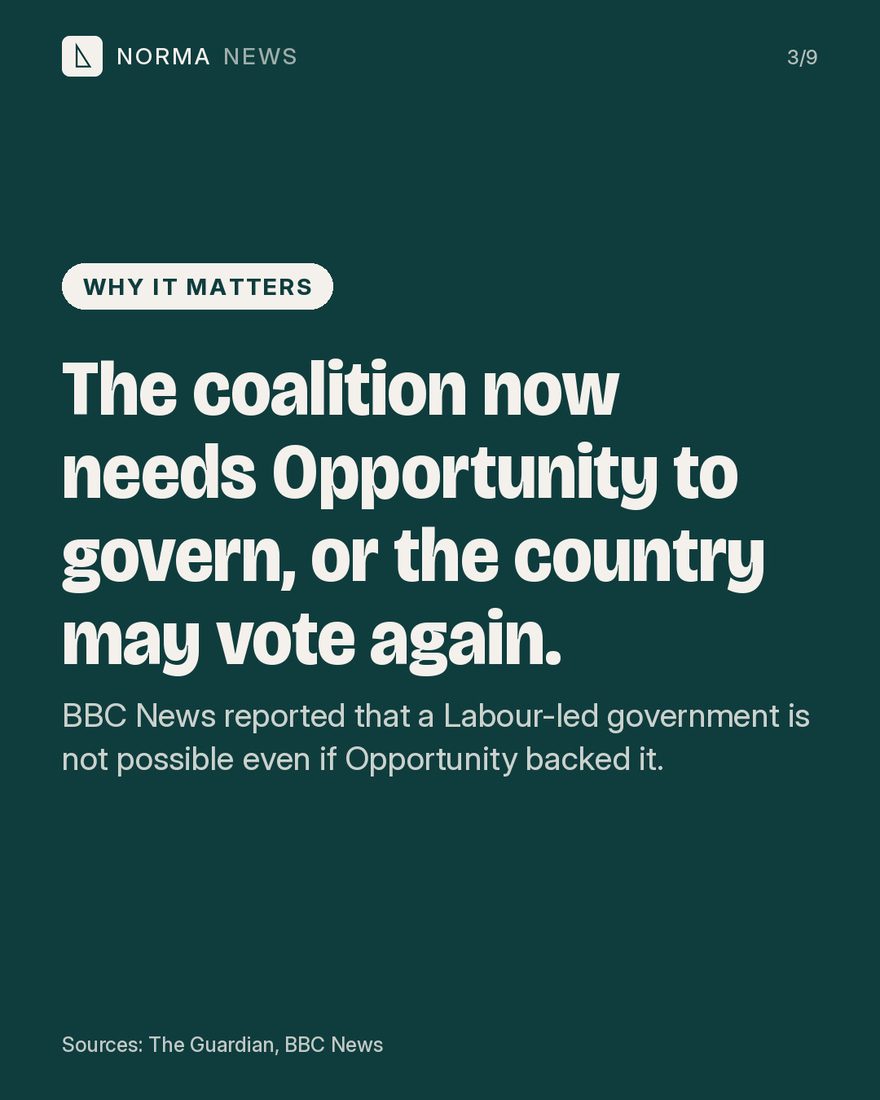 NORMA NEWS
3/9
WHY IT MATTERS
The coalition now
needs Opportunity to
govern, or the country
may vote again.
BBC News reported that a Labour-led government is
not possible even if Opportunity backed it.
Sources: The Guardian, BBC News